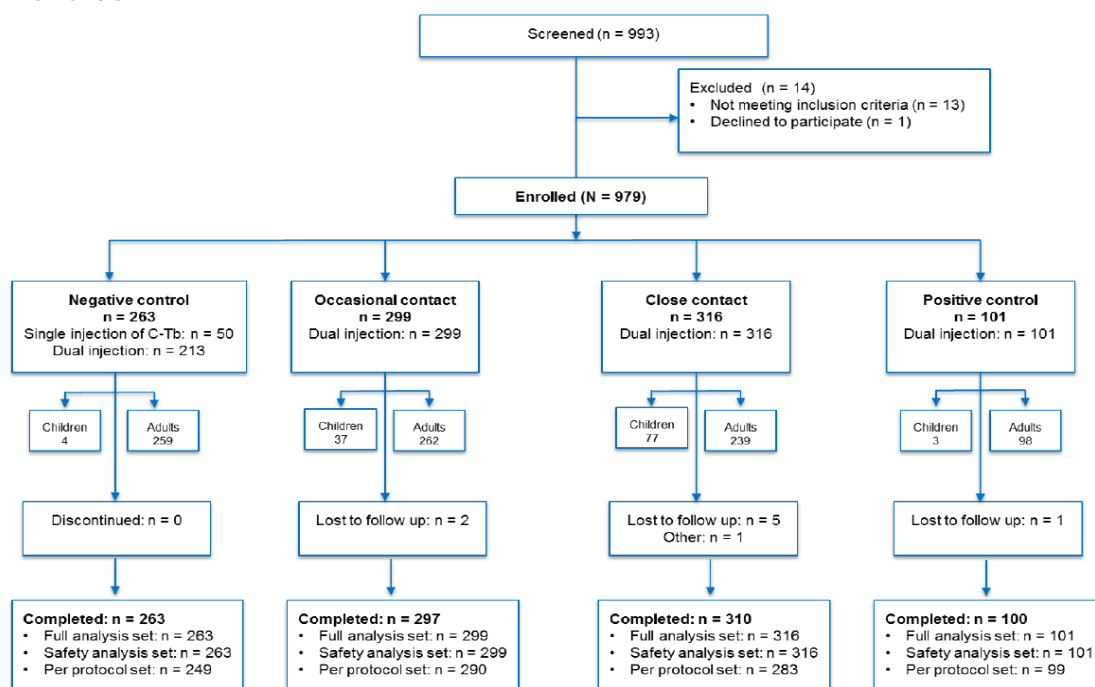 Screened (n = 993)
Excluded (n = 14)
• Not meeting inclusion criteria (n = 13)
• Declined to participate (n = 1)
Enrolled (N = 979)
Negative control
n = 263
Single injection of C-Tb: n = 50
Dual injection: n = 213
Occasional contact
n = 299
Dual injection: n = 299
Close contact
n = 316
Dual injection: n = 316
Positive control
n = 101
Dual injection: n = 101
Children
4
Adults
259
Children
37
Adults
262
Children
77
Adults
239
Children
3
Adults
98
Discontinued: n = 0
Lost to follow up: n = 2
Lost to follow up: n = 5
Other: n = 1
Lost to follow up: n = 1
Completed: n = 263
• Full analysis set: n = 263
• Safety analysis set: n = 263
• Per protocol set: n = 249
Completed: n = 297
• Full analysis set: n = 299
• Safety analysis set: n = 299
• Per protocol set: n = 290
Completed: n = 310
• Full analysis set: n = 316
• Safety analysis set: n = 316
• Per protocol set: n = 283
Completed: n = 100
• Full analysis set: n = 101
• Safety analysis set: n = 101
• Per protocol set: n = 99